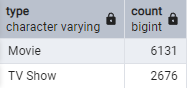 type count
character varying bigint
Movie 6131
TV Show 2676